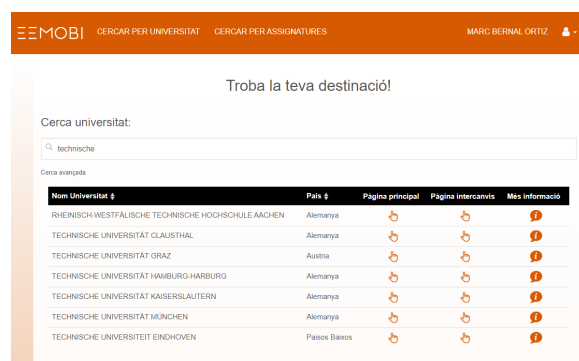 EEMOBI CERCAR PER UNIVERSITAT CERCAR PER ASSIGNATURES MARC BERNAL ORTIZ
Troba la teva destinació!
Cerca universitat:
technische
Cerca avançada
Nom Universitat País Pàgina principal Pàgina intercanvis Més informació
RHEINISCH-WESTFÄLISCHE TECHNISCHE HOCHSCHULE AACHEN Alemanya
TECHNISCHE UNIVERSITÄT CLAUSTHAL Alemanya
TECHNISCHE UNIVERSITÄT GRAZ Austria
TECHNISCHE UNIVERSITÄT HAMBURG-HARBURG Alemanya
TECHNISCHE UNIVERSITÄT KAISERSLAUTERN Alemanya
TECHNISCHE UNIVERSITÄT MÜNCHEN Alemanya
TECHNISCHE UNIVERSITEIT EINDHOVEN Països Baixos